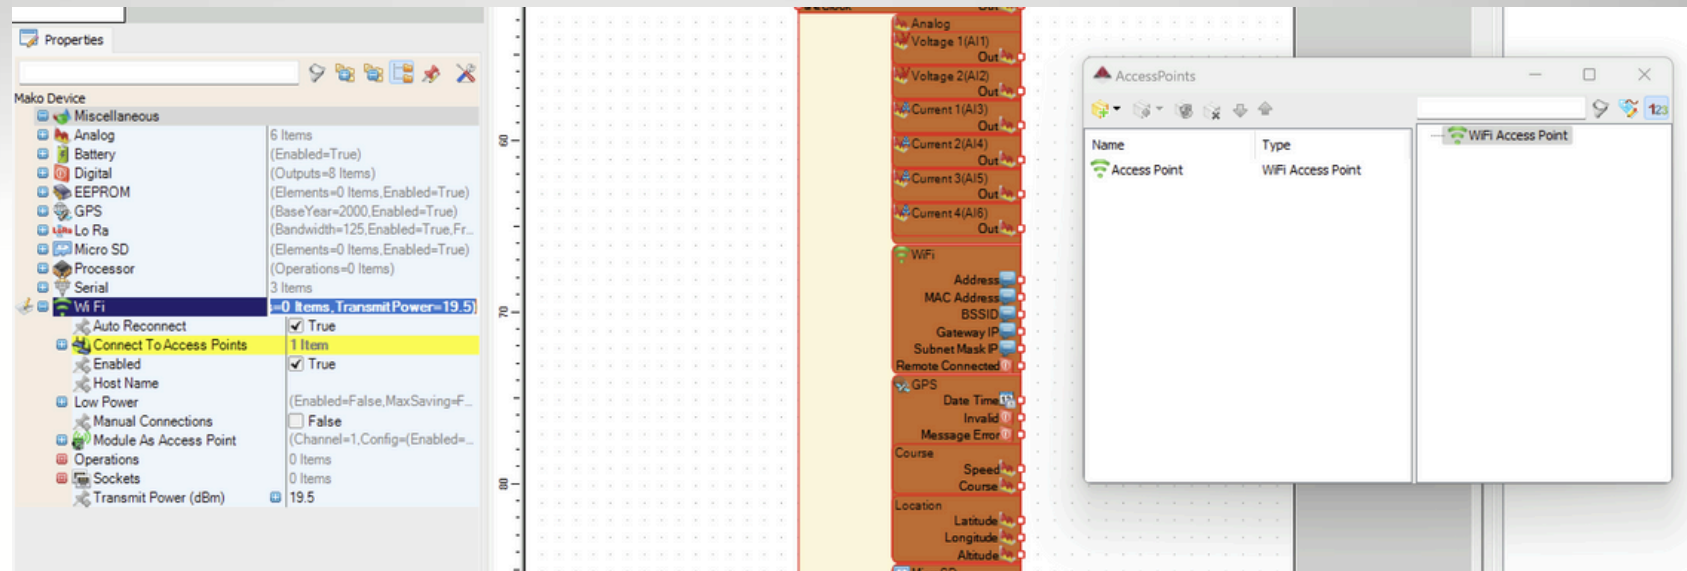 Properties
Mako Device
Miscellaneous
Analog 6 Items
Battery (Enabled=True)
Digital (Outputs=8 Items)
EEPROM (Elements=0 Items,Enabled=True)
GPS (BaseYear=2000,Enabled=True)
Lo Ra (Bandwidth=125,Enabled=True,Fr...
Micro SD (Elements=0 Items,Enabled=True)
Processor (Operations=0 Items)
Serial 3 Items
Wi Fi =0 Items, Transmit Power=19.5)
Auto Reconnect True
Connect To Access Points 1 Item
Enabled True
Host Name
Low Power (Enabled=False,MaxSaving=F...
Manual Connections False
Module As Access Point (Channel=1,Config=(Enabled=...
Operations 0 Items
Sockets 0 Items
Transmit Power (dBm) 19.5
60
70
80
Analog
Voltage 1(AI1)
Out
Voltage 2(AI2)
Out
Current 1(AI3)
Out
Current 2(AI4)
Out
Current 3(AI5)
Out
Current 4(AI6)
Out
WiFi
Address
MAC Address
BSSID
Gateway IP
Subnet Mask IP
Remote Connected
GPS
Date Time
Invalid
Message Error
Course
Speed
Course
Location
Latitude
Longitude
Altitude
AccessPoints
123
Name Type
Access Point WiFi Access Point
WiFi Access Point